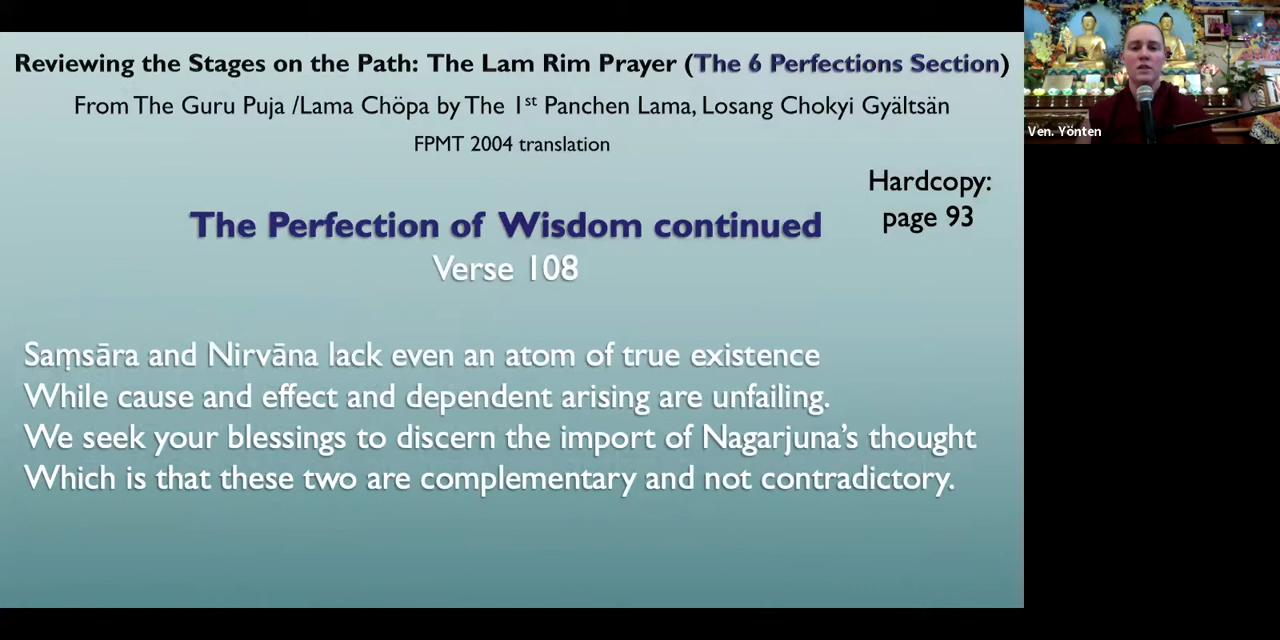 Reviewing the Stages on the Path: The Lam Rim Prayer (The 6 Perfections Section)
From The Guru Puja /Lama Chöpa by The 1st Panchen Lama, Losang Chokyi Gyältsän
FPMT 2004 translation
Hardcopy:
page 93
The Perfection of Wisdom continued
Verse 108
Saṃsāra and Nirvāna lack even an atom of true existence
While cause and effect and dependent arising are unfailing.
We seek your blessings to discern the import of Nagarjuna’s thought
Which is that these two are complementary and not contradictory.
Ven. Yönten